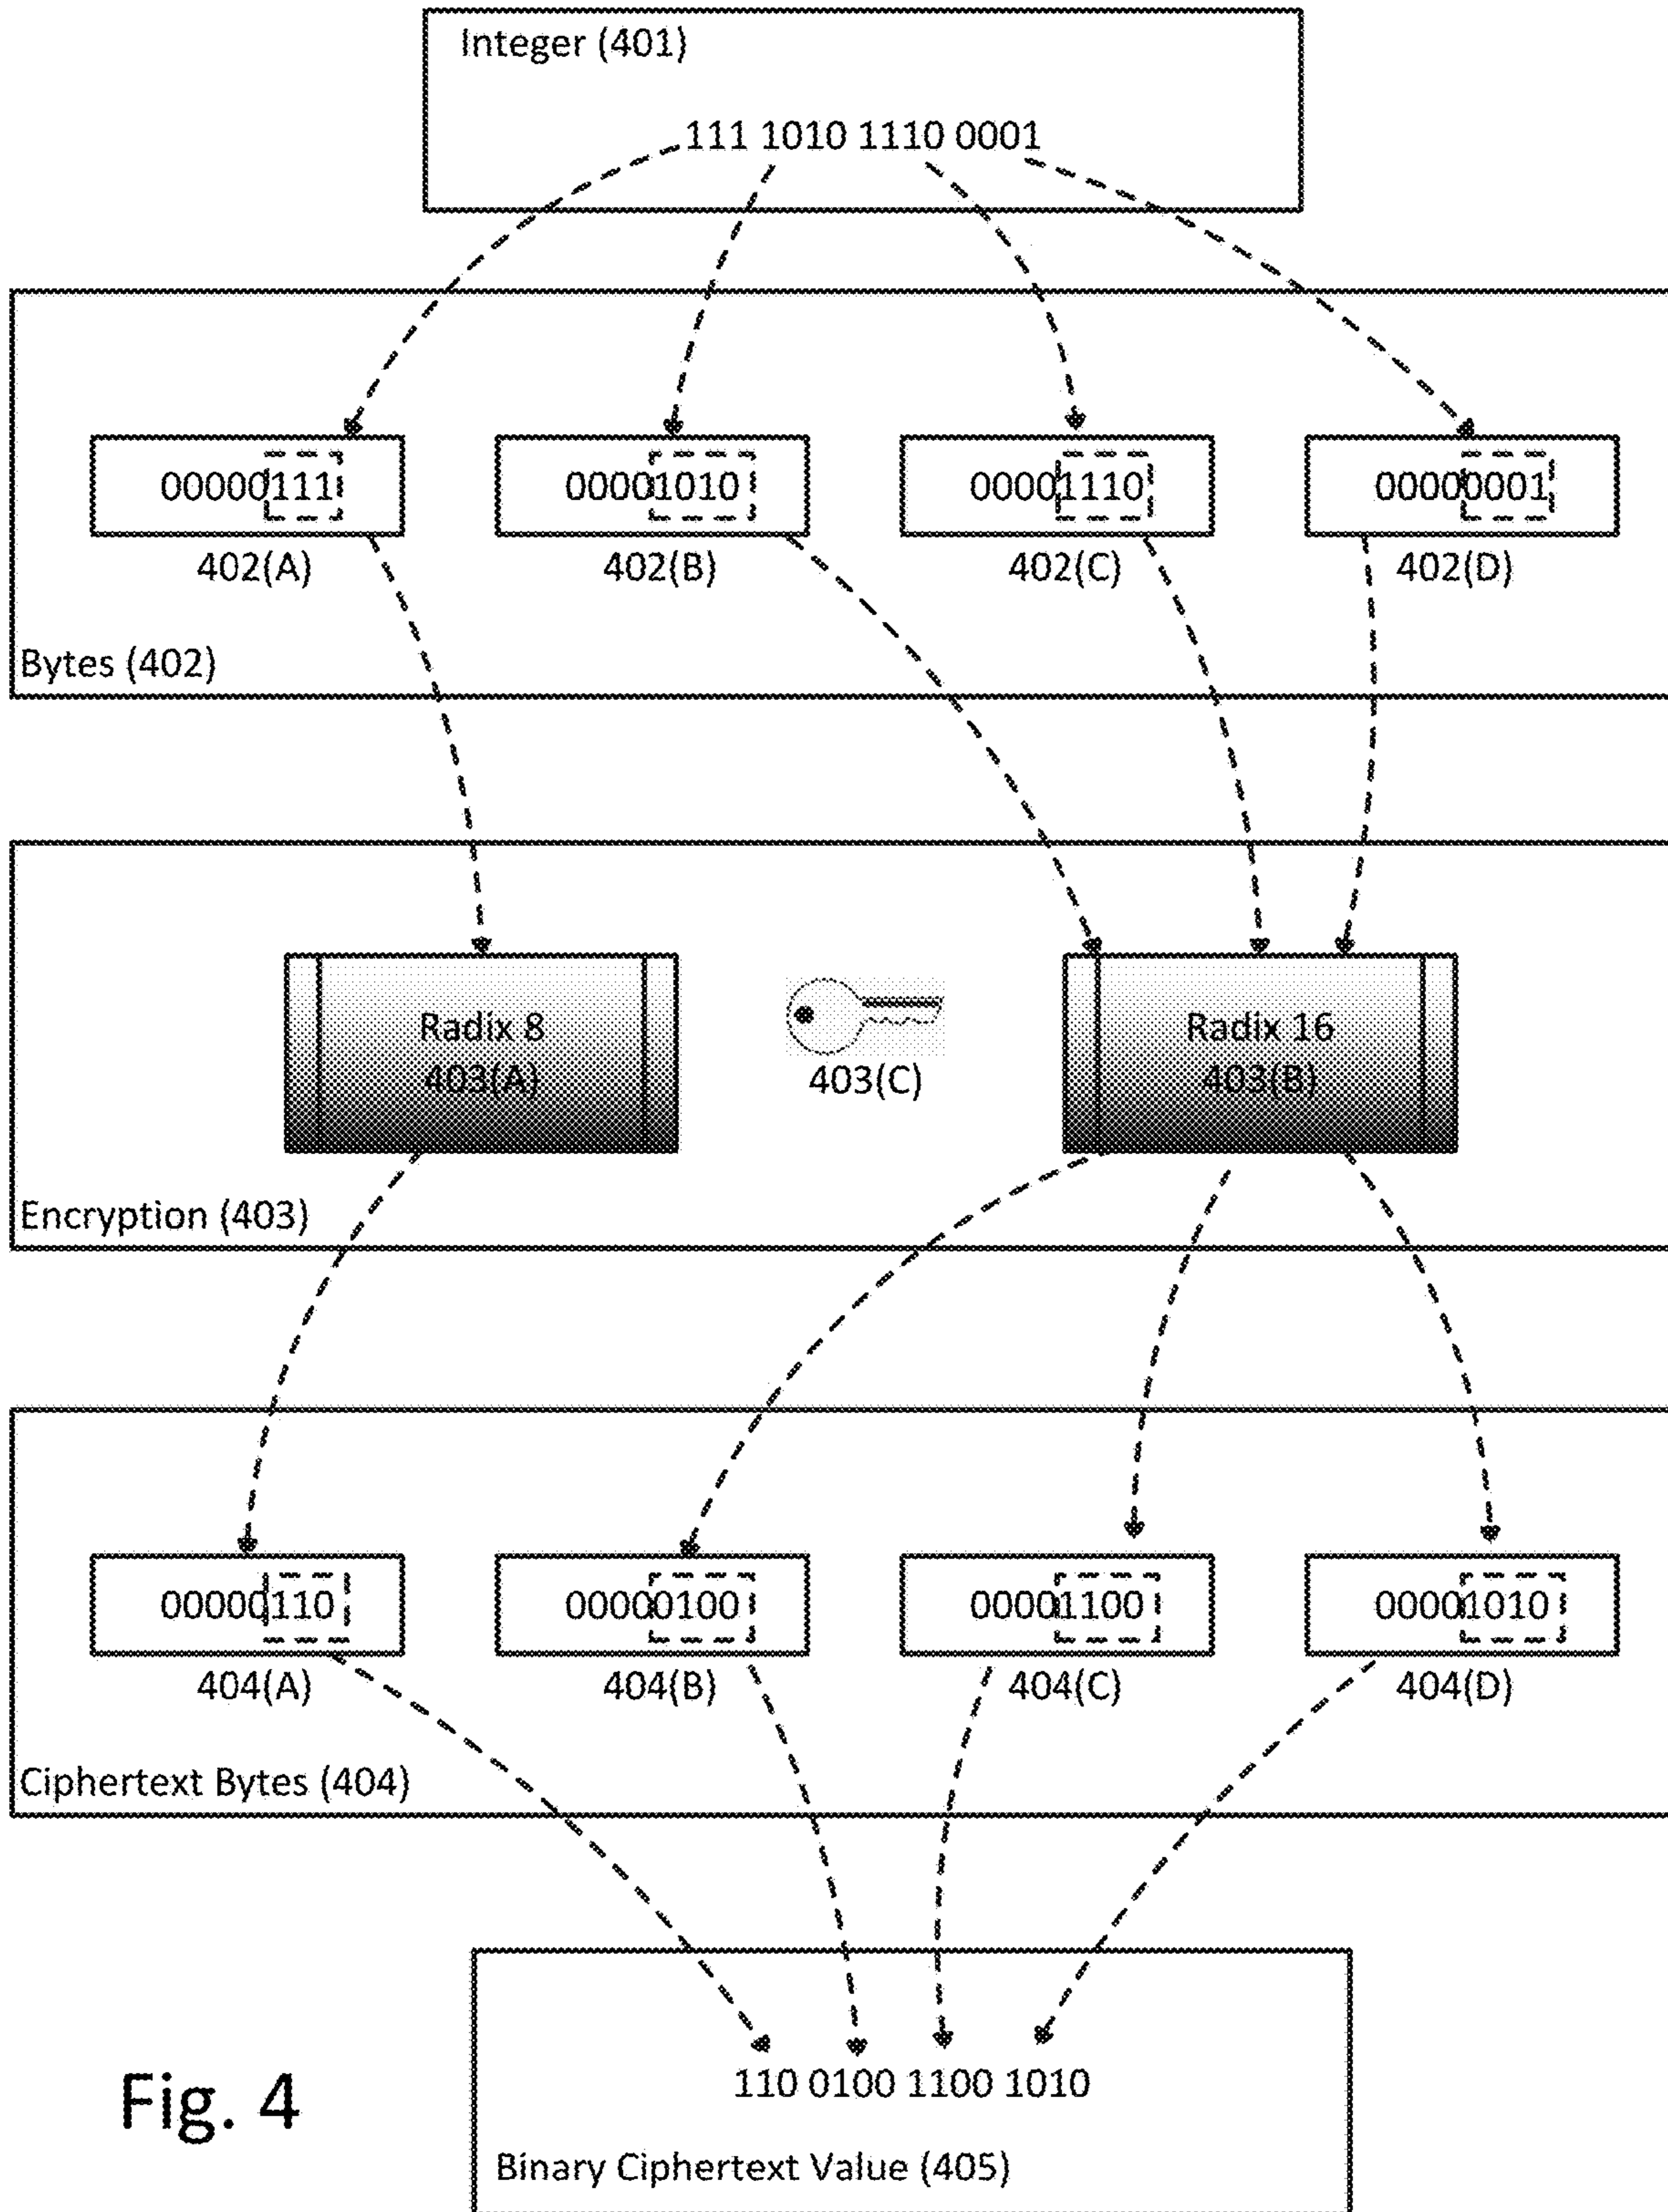 Integer (401)
111 1010 1110 0001
00000111 00001010 00001110 00000001
402(A) 402(B) 402(C) 402(D)
Bytes (402)
Radix 8 Radix 16
403(A) 403(C) 403(B)
Encryption (403)
00000110 00000100 00001100 00001010
404(A) 404(B) 404(C) 404(D)
Ciphertext Bytes (404)
110 0100 1100 1010
Fig. 4
Binary Ciphertext Value (405)